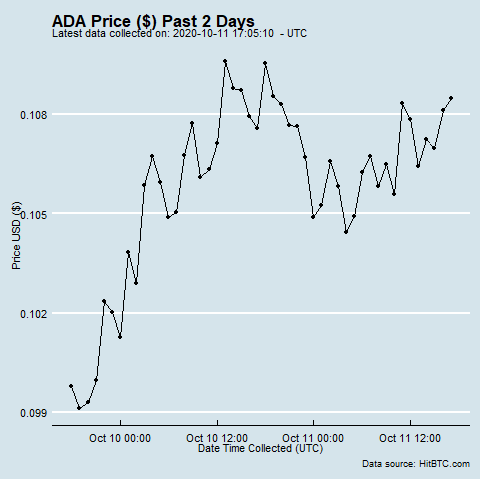 ADA Price ($) Past 2 Days
Latest data collected on: 2020-10-11 17:05:10  - UTC
0.108
0.105
0.102
0.099
Price USD ($)
Oct 10 00:00 Oct 10 12:00 Oct 11 00:00 Oct 11 12:00
Date Time Collected (UTC)
Data source: HitBTC.com